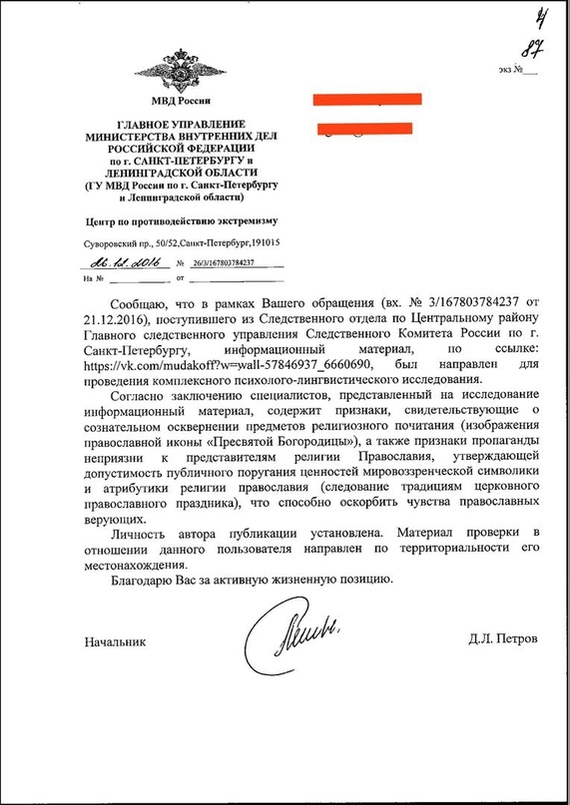 4
87
экз №
МВД России
ГЛАВНОЕ УПРАВЛЕНИЕ
МИНИСТЕРСТВА ВНУТРЕННИХ ДЕЛ
РОССИЙСКОЙ ФЕДЕРАЦИИ
по г. САНКТ-ПЕТЕРБУРГУ и
ЛЕНИНГРАДСКОЙ ОБЛАСТИ
(ГУ МВД России по г. Санкт-Петербургу
и Ленинградской области)
Центр по противодействию экстремизму
Суворовский пр., 50/52,Санкт-Петербург,191015
26.12.2016 № 26/3/167803784237
На № от
Сообщаю, что в рамках Вашего обращения (вх. № 3/167803784237 от
21.12.2016), поступившего из Следственного отдела по Центральному району
Главного следственного управления Следственного Комитета России по г.
Санкт-Петербургу, информационный материал, по ссылке:
https://vk.com/mudakoff?w=wall-57846937_6660690, был направлен для
проведения комплексного психолого-лингвистического исследования.
Согласно заключению специалистов, представленный на исследование
информационный материал, содержит признаки, свидетельствующие о
сознательном осквернении предметов религиозного почитания (изображения
православной иконы «Пресвятой Богородицы»), а также признаки пропаганды
неприязни к представителям религии Православия, утверждающей
допустимость публичного поругания ценностей мировоззренческой символики
и атрибутики религии православия (следование традициям церковного
православного праздника), что способно оскорбить чувства православных
верующих.
Личность автора публикации установлена. Материал проверки в
отношении данного пользователя направлен по территориальности его
местонахождения.
Благодарю Вас за активную жизненную позицию.
Начальник Д.Л. Петров